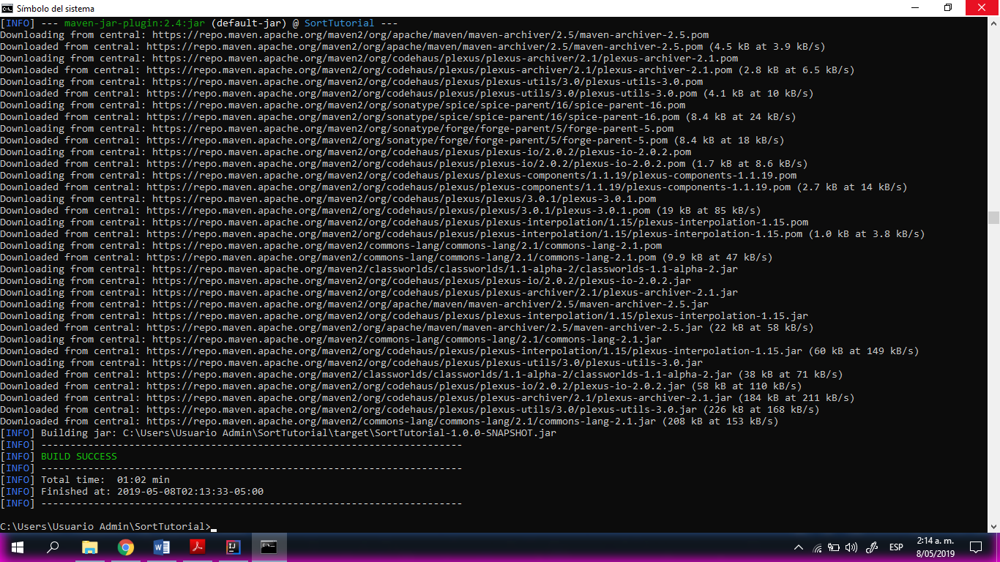 Símbolo del sistema
[INFO] --- maven-jar-plugin:2.4:jar (default-jar) @ SortTutorial ---
Downloading from central: https://repo.maven.apache.org/maven2/org/apache/maven/maven-archiver/2.5/maven-archiver-2.5.pom
Downloaded from central: https://repo.maven.apache.org/maven2/org/apache/maven/maven-archiver/2.5/maven-archiver-2.5.pom (4.5 kB at 3.9 kB/s)
Downloading from central: https://repo.maven.apache.org/maven2/org/codehaus/plexus/plexus-archiver/2.1/plexus-archiver-2.1.pom
Downloaded from central: https://repo.maven.apache.org/maven2/org/codehaus/plexus/plexus-archiver/2.1/plexus-archiver-2.1.pom (2.8 kB at 6.5 kB/s)
Downloading from central: https://repo.maven.apache.org/maven2/org/codehaus/plexus/plexus-utils/3.0/plexus-utils-3.0.pom
Downloaded from central: https://repo.maven.apache.org/maven2/org/codehaus/plexus/plexus-utils/3.0/plexus-utils-3.0.pom (4.1 kB at 10 kB/s)
Downloading from central: https://repo.maven.apache.org/maven2/org/sonatype/spice/spice-parent/16/spice-parent-16.pom
Downloaded from central: https://repo.maven.apache.org/maven2/org/sonatype/spice/spice-parent/16/spice-parent-16.pom (8.4 kB at 24 kB/s)
Downloading from central: https://repo.maven.apache.org/maven2/org/sonatype/forge/forge-parent/5/forge-parent-5.pom
Downloaded from central: https://repo.maven.apache.org/maven2/org/sonatype/forge/forge-parent/5/forge-parent-5.pom (8.4 kB at 18 kB/s)
Downloading from central: https://repo.maven.apache.org/maven2/org/codehaus/plexus/plexus-io/2.0.2/plexus-io-2.0.2.pom
Downloaded from central: https://repo.maven.apache.org/maven2/org/codehaus/plexus/plexus-io/2.0.2/plexus-io-2.0.2.pom (1.7 kB at 8.6 kB/s)
Downloading from central: https://repo.maven.apache.org/maven2/org/codehaus/plexus/plexus-components/1.1.19/plexus-components-1.1.19.pom
Downloaded from central: https://repo.maven.apache.org/maven2/org/codehaus/plexus/plexus-components/1.1.19/plexus-components-1.1.19.pom (2.7 kB at 14 kB/s)
Downloading from central: https://repo.maven.apache.org/maven2/org/codehaus/plexus/plexus/3.0.1/plexus-3.0.1.pom
Downloaded from central: https://repo.maven.apache.org/maven2/org/codehaus/plexus/plexus/3.0.1/plexus-3.0.1.pom (19 kB at 85 kB/s)
Downloading from central: https://repo.maven.apache.org/maven2/org/codehaus/plexus/plexus-interpolation/1.15/plexus-interpolation-1.15.pom
Downloaded from central: https://repo.maven.apache.org/maven2/org/codehaus/plexus/plexus-interpolation/1.15/plexus-interpolation-1.15.pom (1.0 kB at 3.8 kB/s)
Downloading from central: https://repo.maven.apache.org/maven2/commons-lang/commons-lang/2.1/commons-lang-2.1.pom
Downloaded from central: https://repo.maven.apache.org/maven2/commons-lang/commons-lang/2.1/commons-lang-2.1.pom (9.9 kB at 47 kB/s)
Downloading from central: https://repo.maven.apache.org/maven2/classworlds/classworlds/1.1-alpha-2/classworlds-1.1-alpha-2.jar
Downloading from central: https://repo.maven.apache.org/maven2/org/codehaus/plexus/plexus-io/2.0.2/plexus-io-2.0.2.jar
Downloading from central: https://repo.maven.apache.org/maven2/org/codehaus/plexus/plexus-archiver/2.1/plexus-archiver-2.1.jar
Downloading from central: https://repo.maven.apache.org/maven2/org/apache/maven/maven-archiver/2.5/maven-archiver-2.5.jar
Downloading from central: https://repo.maven.apache.org/maven2/org/codehaus/plexus/plexus-interpolation/1.15/plexus-interpolation-1.15.jar
Downloaded from central: https://repo.maven.apache.org/maven2/org/apache/maven/maven-archiver/2.5/maven-archiver-2.5.jar (22 kB at 58 kB/s)
Downloading from central: https://repo.maven.apache.org/maven2/commons-lang/commons-lang/2.1/commons-lang-2.1.jar
Downloaded from central: https://repo.maven.apache.org/maven2/org/codehaus/plexus/plexus-interpolation/1.15/plexus-interpolation-1.15.jar (60 kB at 149 kB/s)
Downloading from central: https://repo.maven.apache.org/maven2/org/codehaus/plexus/plexus-utils/3.0/plexus-utils-3.0.jar
Downloaded from central: https://repo.maven.apache.org/maven2/classworlds/classworlds/1.1-alpha-2/classworlds-1.1-alpha-2.jar (38 kB at 71 kB/s)
Downloaded from central: https://repo.maven.apache.org/maven2/org/codehaus/plexus/plexus-io/2.0.2/plexus-io-2.0.2.jar (58 kB at 110 kB/s)
Downloaded from central: https://repo.maven.apache.org/maven2/org/codehaus/plexus/plexus-archiver/2.1/plexus-archiver-2.1.jar (184 kB at 211 kB/s)
Downloaded from central: https://repo.maven.apache.org/maven2/org/codehaus/plexus/plexus-utils/3.0/plexus-utils-3.0.jar (226 kB at 168 kB/s)
Downloaded from central: https://repo.maven.apache.org/maven2/commons-lang/commons-lang/2.1/commons-lang-2.1.jar (208 kB at 153 kB/s)
[INFO] Building jar: C:\Users\Usuario Admin\SortTutorial\target\SortTutorial-1.0.0-SNAPSHOT.jar
[INFO] ------------------------------------------------------------------------
[INFO] BUILD SUCCESS
[INFO] ------------------------------------------------------------------------
[INFO] Total time:  01:02 min
[INFO] Finished at: 2019-05-08T02:13:33-05:00
[INFO] ------------------------------------------------------------------------
C:\Users\Usuario Admin\SortTutorial>
ESP
2:14 a. m.
8/05/2019